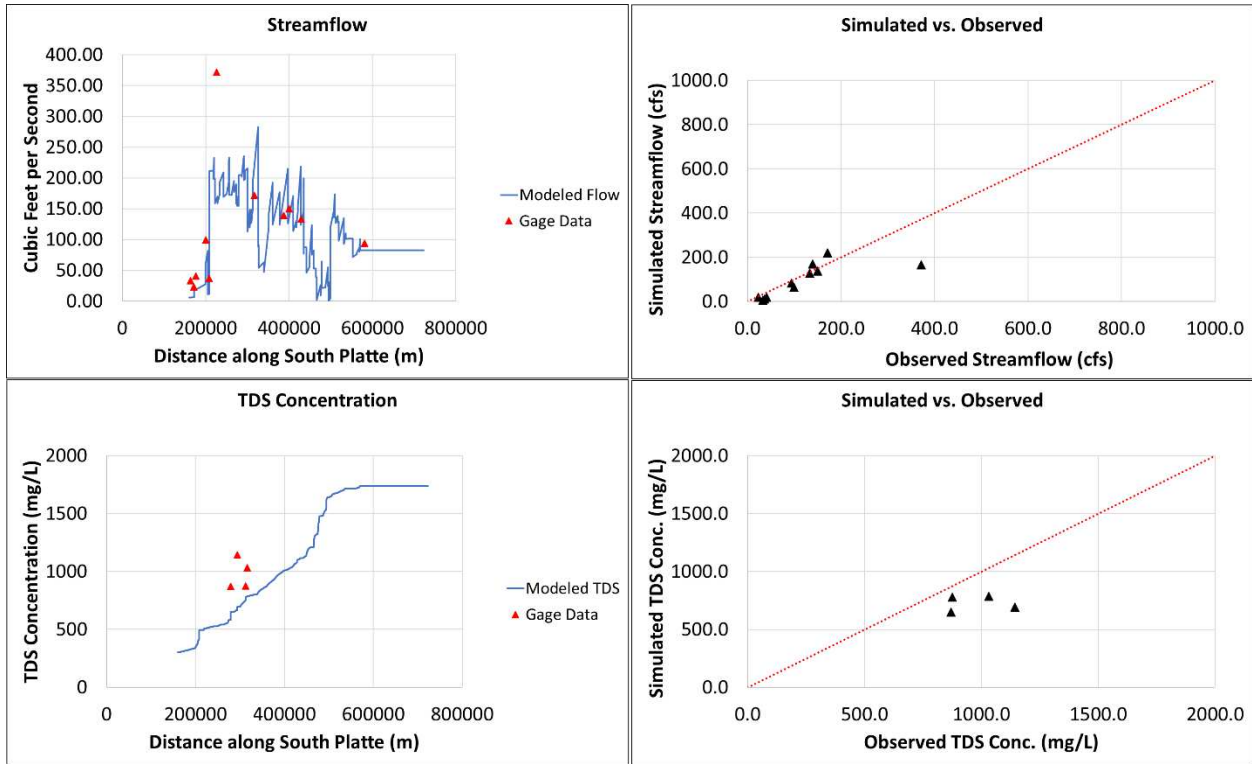 Streamflow
Cubic Feet per Second
400.00
350.00
300.00
250.00
200.00
150.00
100.00
50.00
0.00
0 200000 400000 600000 800000
Distance along South Platte (m)
Modeled Flow
Gage Data
Simulated vs. Observed
Simulated Streamflow (cfs)
1000.0
800.0
600.0
400.0
200.0
0.0
0.0 200.0 400.0 600.0 800.0 1000.0
Observed Streamflow (cfs)
TDS Concentration
TDS Concentration (mg/L)
2000
1500
1000
500
0
0 200000 400000 600000 800000
Distance along South Platte (m)
Modeled TDS
Gage Data
Simulated vs. Observed
Simulated TDS Conc. (mg/L)
2000.0
1500.0
1000.0
500.0
0.0
0.0 500.0 1000.0 1500.0 2000.0
Observed TDS Conc. (mg/L)